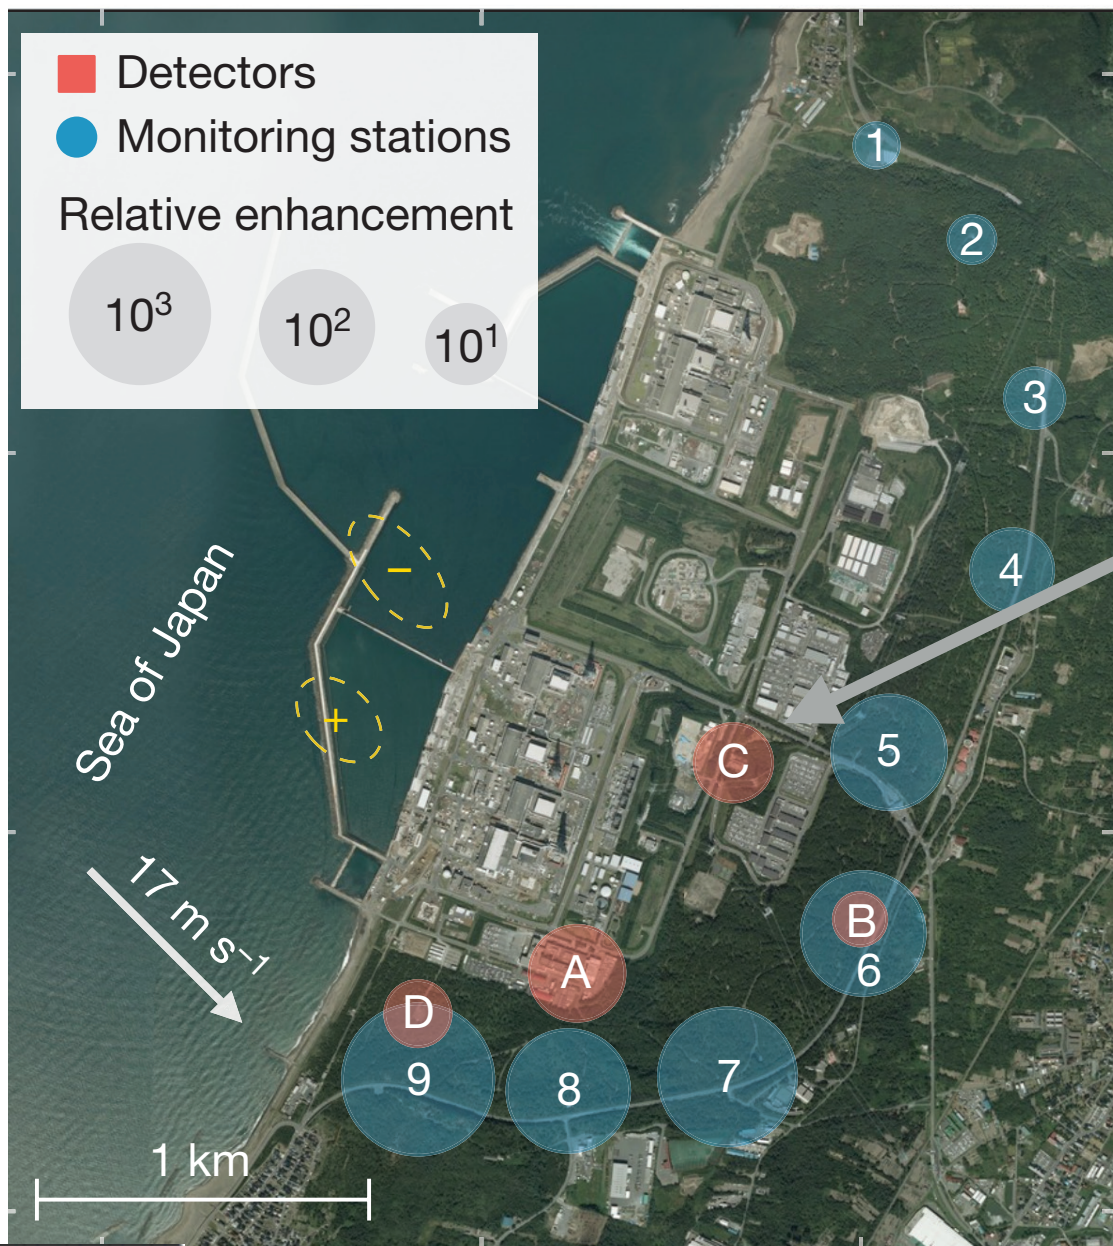 Detectors
Monitoring stations
Relative enhancement
10³
10²
10¹
1
2
3
−
4
Sea of Japan
+
5
C
17 m s⁻¹
B
6
A
D
9
8
7
1 km